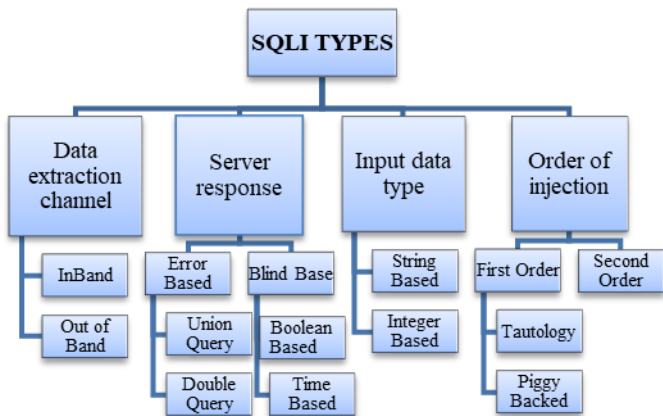 SQLI TYPES
Data
extraction
channel
InBand
Out of
Band
Server
response
Error
Based
Union
Query
Double
Query
Blind Base
Boolean
Based
Time
Based
Input data
type
String
Based
Integer
Based
Order of
injection
First Order
Tautology
Piggy
Backed
Second
Order